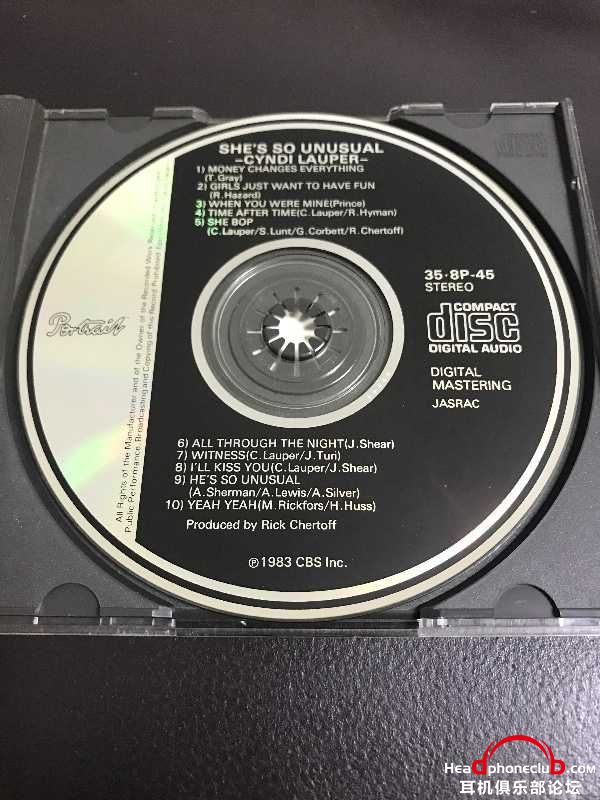 SHE'S SO UNUSUAL
-CYNDI LAUPER-
1) MONEY CHANGES EVERYTHING
(T.Gray)
2) GIRLS JUST WANT TO HAVE FUN
(R.Hazard)
3) WHEN YOU WERE MINE(Prince)
4) TIME AFTER TIME(C.Lauper/R.Hyman)
5) SHE BOP
(C.Lauper/S.Lunt/G.Corbett/R.Chertoff)
35·8P-45
STEREO
COMPACT
disc
DIGITAL AUDIO
DIGITAL
MASTERING
JASRAC
Portrait
All Rights of the Manufacturer and of the Owner of the Recorded Work Reserved
Public Performance, Broadcasting and Copying of this Record Prohibited
6) ALL THROUGH THE NIGHT(J.Shear)
7) WITNESS(C.Lauper/J.Turi)
8) I'LL KISS YOU(C.Lauper/J.Shear)
9) HE'S SO UNUSUAL
(A.Sherman/A.Lewis/A.Silver)
10) YEAH YEAH(M.Rickfors/H.Huss)
Produced by Rick Chertoff
℗1983 CBS Inc.
Headphoneclub.com
耳机俱乐部论坛